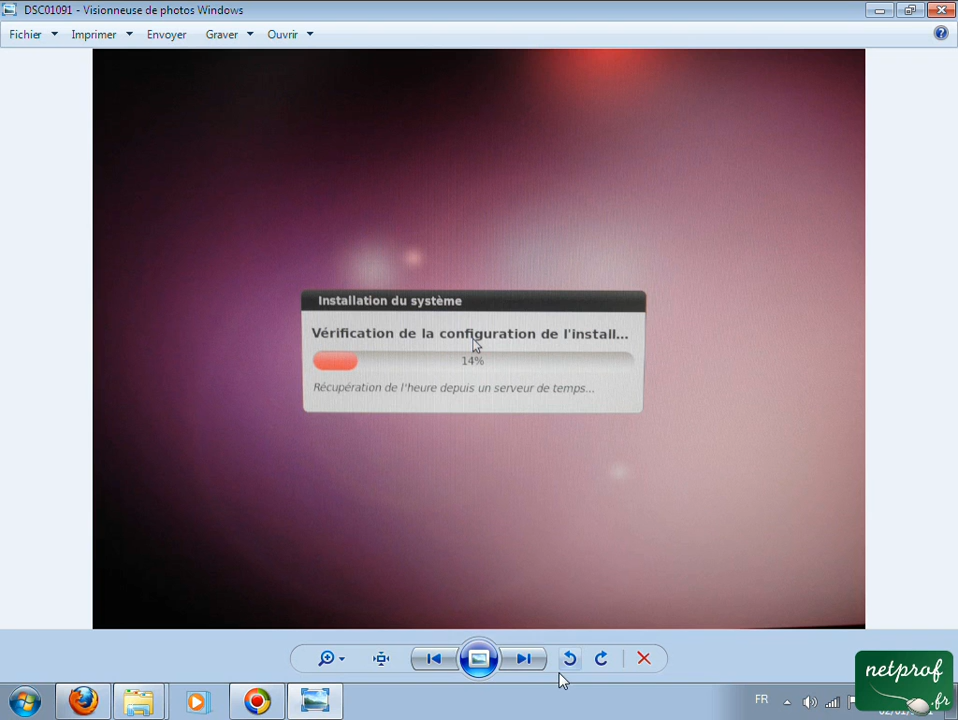 DSC01091 - Visionneuse de photos Windows
Fichier Imprimer Envoyer Graver Ouvrir
Installation du système
Vérification de la configuration de l'install...
14%
Récupération de l'heure depuis un serveur de temps...
FR
netprof
.fr